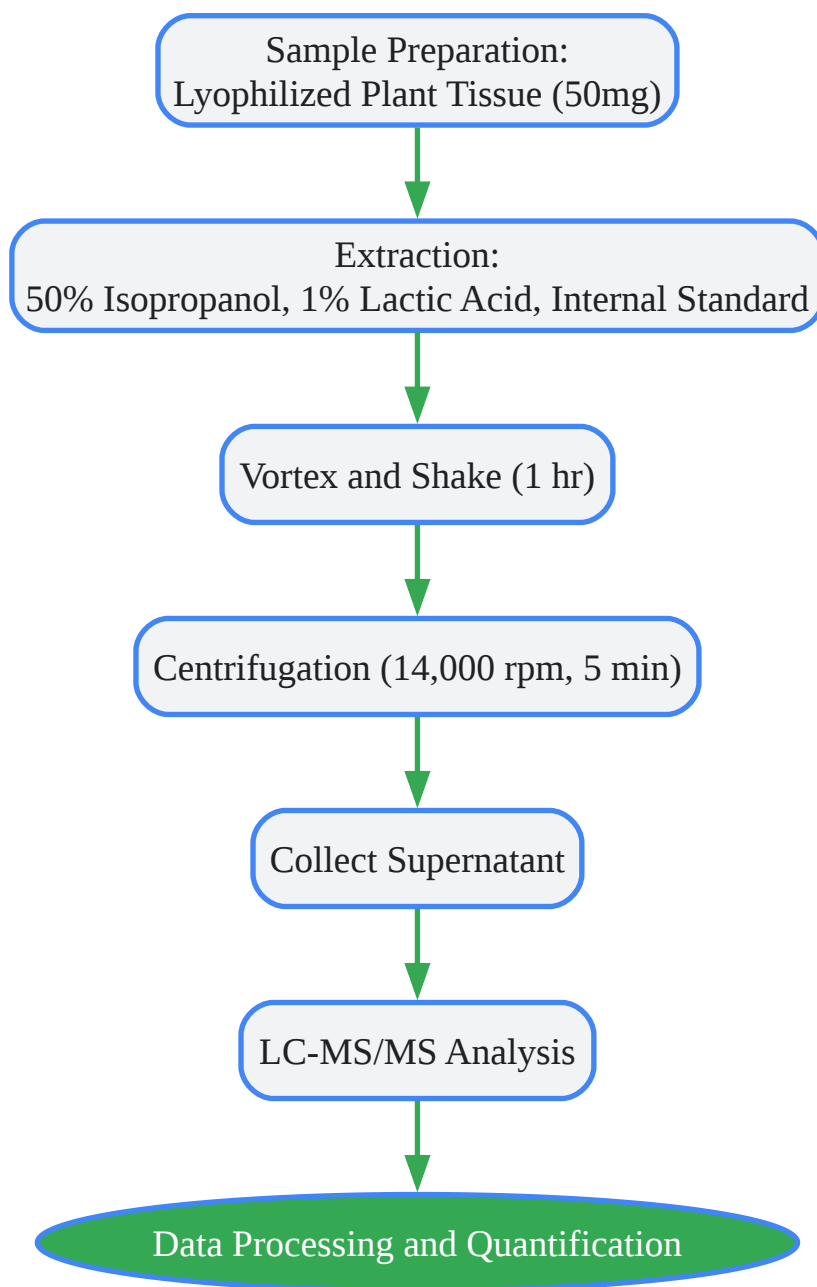 Sample Preparation:
Lyophilized Plant Tissue (50mg)
Extraction:
50% Isopropanol, 1% Lactic Acid, Internal Standard
Vortex and Shake (1 hr)
Centrifugation (14,000 rpm, 5 min)
Collect Supernatant
LC-MS/MS Analysis
Data Processing and Quantification